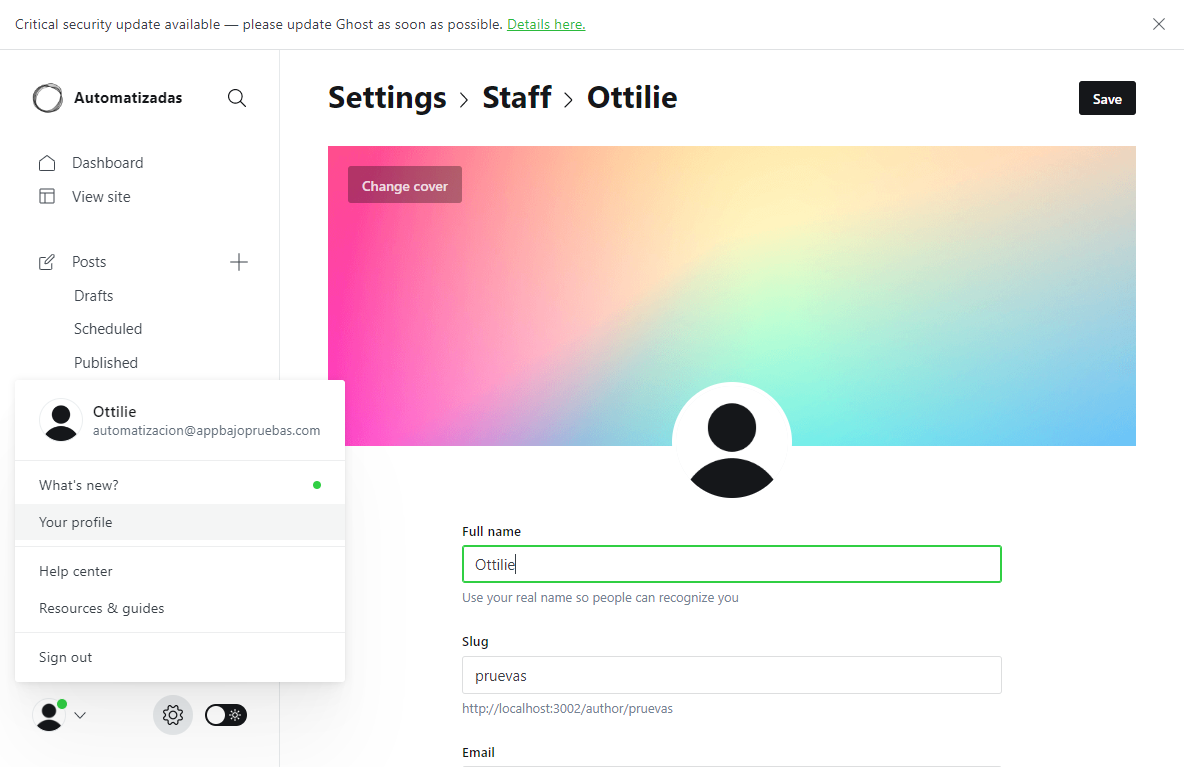 Critical security update available — please update Ghost as soon as possible. Details here.
Automatizadas
Dashboard
View site
Posts
Drafts
Scheduled
Published
Ottilie
automatizacion@appbajopruebas.com
What's new?
Your profile
Help center
Resources & guides
Sign out
Settings > Staff > Ottilie
Save
Change cover
Full name
Ottilie
Use your real name so people can recognize you
Slug
pruevas
http://localhost:3002/author/pruevas
Email